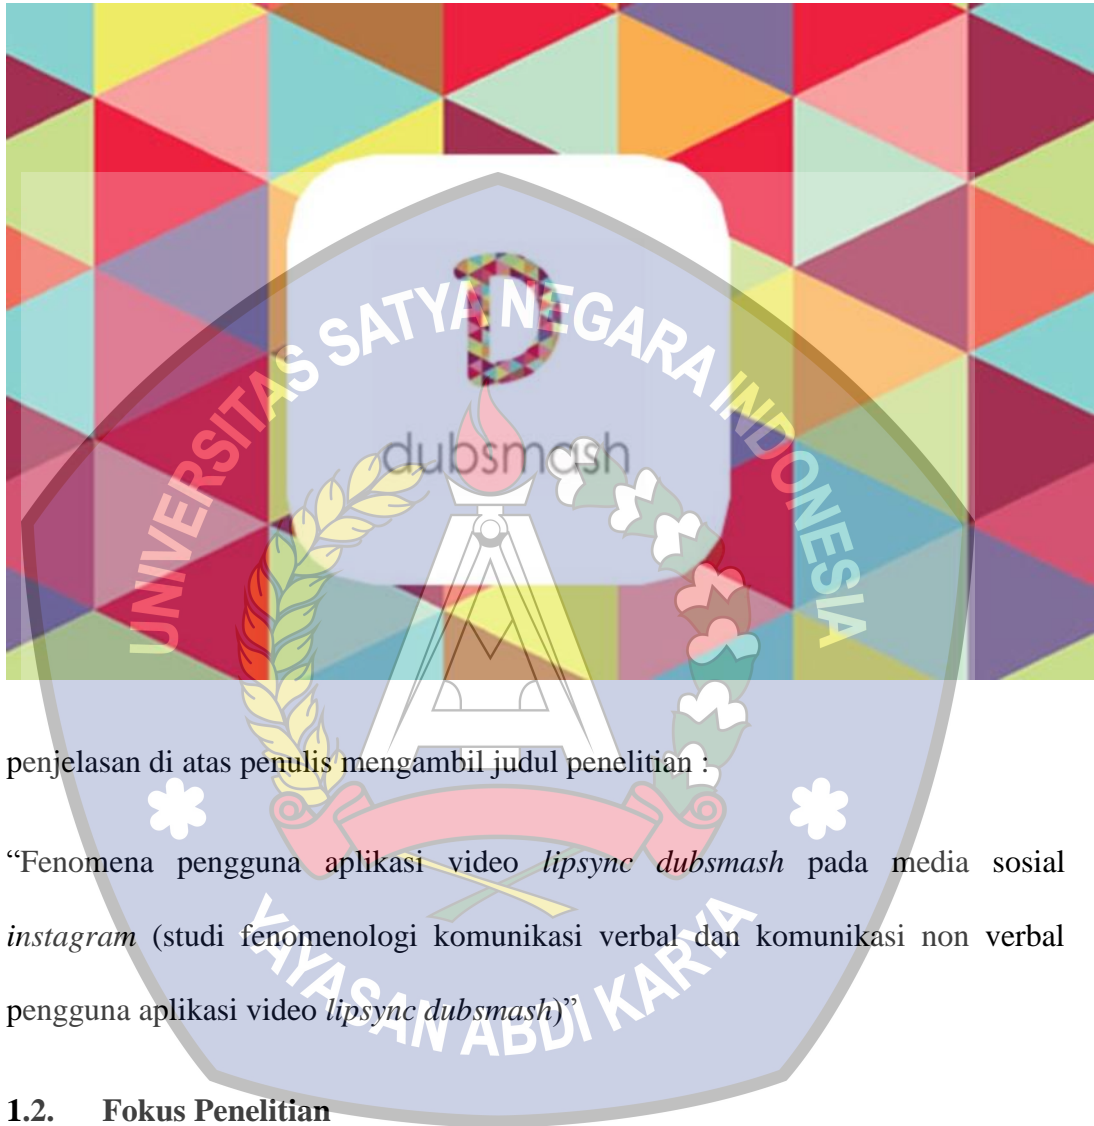 UNIVERSITAS SATYA NEGARA INDONESIA
D
dubsmash
penjelasan di atas penulis mengambil judul penelitian :
“Fenomena pengguna aplikasi video lipsync dubsmash pada media sosial
instagram (studi fenomenologi komunikasi verbal dan komunikasi non verbal
pengguna aplikasi video lipsync dubsmash)”
YAYASAN ABDI KARYA
1.2. Fokus Penelitian